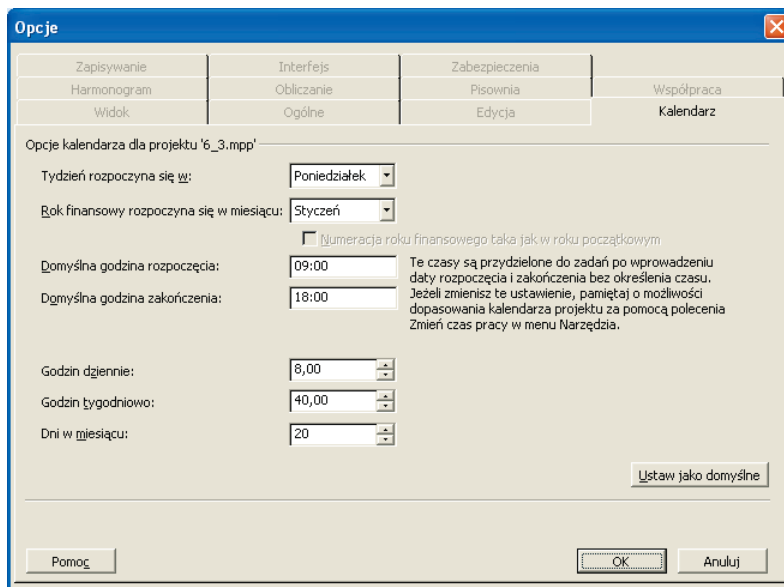 Opcje
Zapisywanie Interfejs Zabezpieczenia
Harmonogram Obliczanie Pisownia Współpraca
Widok Ogólne Edycja Kalendarz
Opcje kalendarza dla projektu '6_3.mpp'
Tydzień rozpoczyna się w: Poniedziałek
Rok finansowy rozpoczyna się w miesiącu: Styczeń
Numeracja roku finansowego taka jak w roku początkowym
Domyślna godzina rozpoczęcia: 09:00
Domyślna godzina zakończenia: 18:00
Te czasy są przydzielone do zadań po wprowadzeniu
daty rozpoczęcia i zakończenia bez określenia czasu.
Jeżeli zmienisz te ustawienie, pamiętaj o możliwości
dopasowania kalendarza projektu za pomocą polecenia
Zmień czas pracy w menu Narzędzia.
Godzin dziennie: 8,00
Godzin tygodniowo: 40,00
Dni w miesiącu: 20
Ustaw jako domyślne
Pomoc OK Anuluj